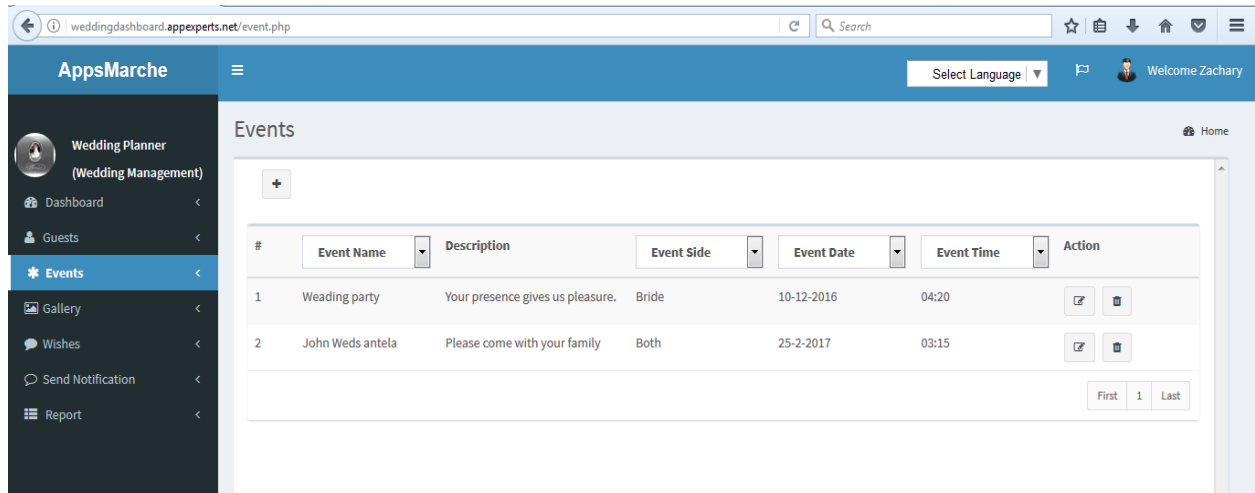 weddingdashboard.appexperts.net/event.php
Search
AppsMarche
Select Language
Welcome Zachary
Wedding Planner
(Wedding Management)
Dashboard
Guests
Events
Gallery
Wishes
Send Notification
Report
Events
Home
# Event Name Description Event Side Event Date Event Time Action
1 Weading party Your presence gives us pleasure. Bride 10-12-2016 04:20
2 John Weds antela Please come with your family Both 25-2-2017 03:15
First 1 Last